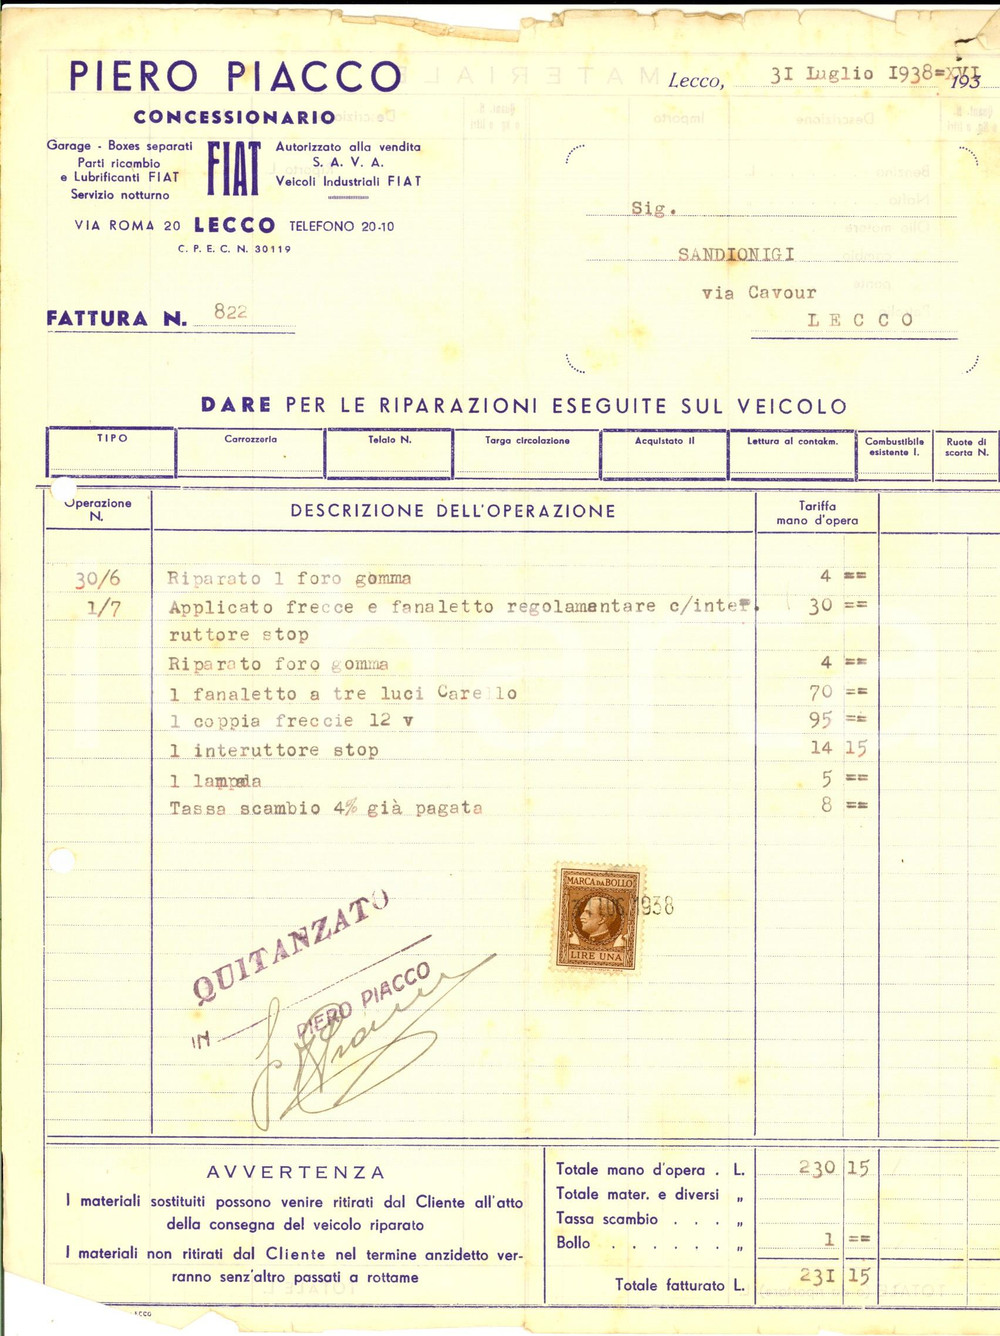 PIERO PIACCO
CONCESSIONARIO
Garage - Boxes separati
Parti ricambio
e Lubrificanti FIAT
Servizio notturno
FIAT
Autorizzato alla vendita
S. A. V. A.
Veicoli Industriali FIAT
VIA ROMA 20 LECCO TELEFONO 20-10
C. P. E. C. N. 30119
Lecco, 31 Luglio 1938=XVI 193
Sig.
SANDIONIGI
via Cavour
LECCO
FATTURA N. 822
DARE PER LE RIPARAZIONI ESEGUITE SUL VEICOLO
TIPO Carrozzeria Telaio N. Targa circolazione Acquistato il Lettura al contakm. Combustibile esistente l. Ruote di scorta N.
Operazione N. DESCRIZIONE DELL'OPERAZIONE Tariffa mano d'opera
30/6 Riparato 1 foro gomma 4 ==
1/7 Applicato frecce e fanaletto regolamentare c/inter. 30 ==
ruttore stop
Riparato foro gomma 4 ==
1 fanaletto a tre luci Carello 70 ==
1 coppia freccie 12 v 95 ==
1 interuttore stop 14 15
1 lampada 5 ==
Tassa scambio 4% già pagata 8 ==
MARCA DA BOLLO
LUG 1938
LIRE UNA
QUITANZATO
IN
PIERO PIACCO
AVVERTENZA
I materiali sostituiti possono venire ritirati dal Cliente all'atto
della consegna del veicolo riparato
I materiali non ritirati dal Cliente nel termine anzidetto ver-
ranno senz'altro passati a rottame
Totale mano d'opera . L. 230 15
Totale mater. e diversi „
Tassa scambio . . . „
Bollo . . . . . . „ 1 ==
Totale fatturato L. 231 15